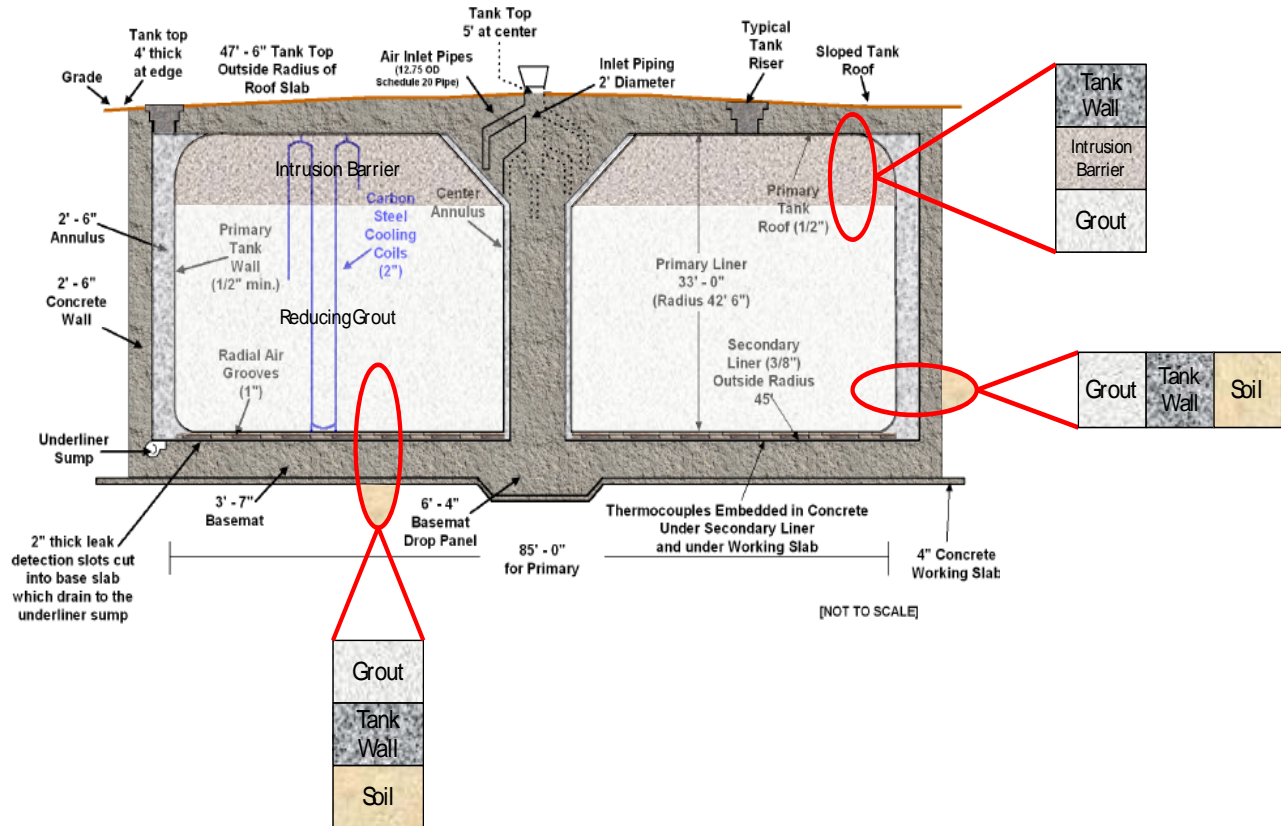 Tank Top
5' at center
Typical
Tank
Riser
Tank top
4' thick
at edge
47' - 6" Tank Top
Outside Radius of
Roof Slab
Air Inlet Pipes
(12.75 OD
Schedule 20 Pipe)
Inlet Piping
2' Diameter
Sloped Tank
Roof
Grade
Tank
Wall
Intrusion
Barrier
Grout
Intrusion Barrier
Carbon
Steel
Cooling
Coils
(2")
Center
Annulus
Primary
Tank
Roof (1/2")
2' - 6"
Annulus
Primary
Tank
Wall
(1/2" min.)
Primary Liner
33' - 0"
(Radius 42' 6")
2' - 6"
Concrete
Wall
Reducing Grout
Radial Air
Grooves
(1")
Secondary
Liner (3/8")
Outside Radius
45'
Grout
Tank
Wall
Soil
Underliner
Sump
3' - 7"
Basemat
6' - 4"
Basemat
Drop Panel
Thermocouples Embedded in Concrete
Under Secondary Liner
and under Working Slab
2" thick leak
detection slots cut
into base slab
which drain to the
underliner sump
85' - 0"
for Primary
4" Concrete
Working Slab
[NOT TO SCALE]
Grout
Tank
Wall
Soil